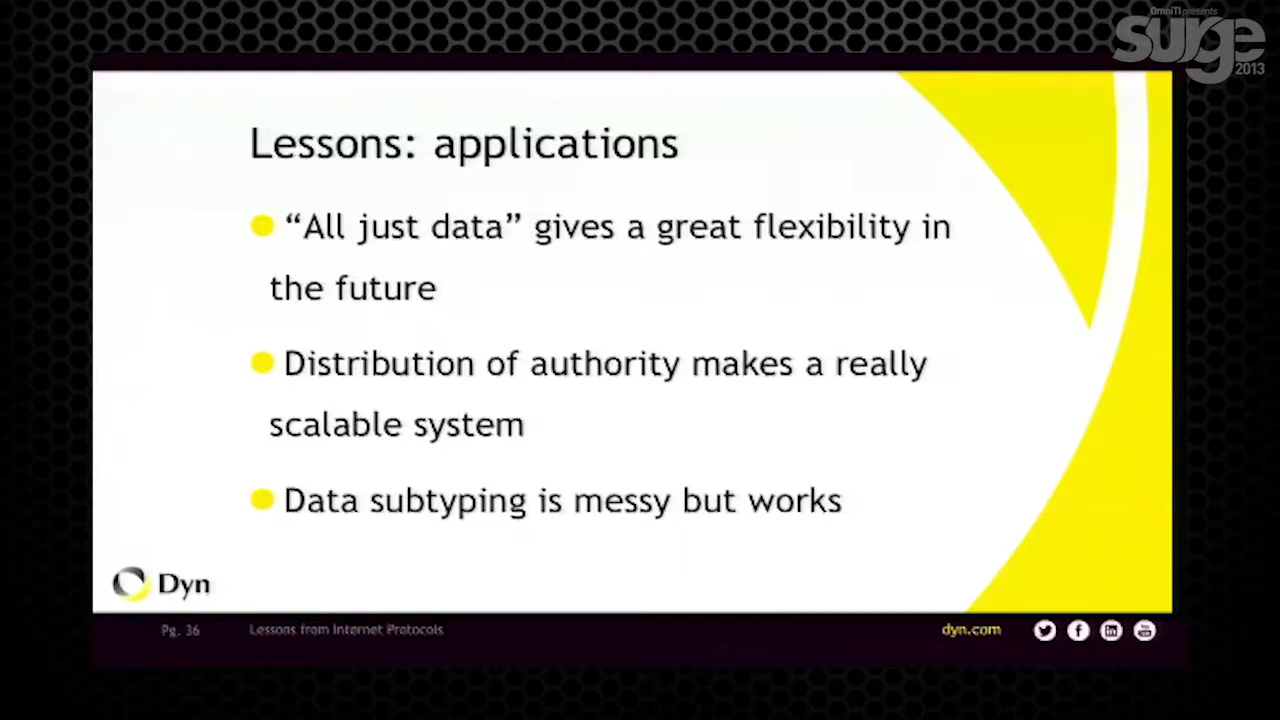 OmniTI presents
surge
2013
Lessons: applications
“All just data” gives a great flexibility in
the future
Distribution of authority makes a really
scalable system
Data subtyping is messy but works
Dyn
Pg. 36
Lessons from Internet Protocols
dyn.com